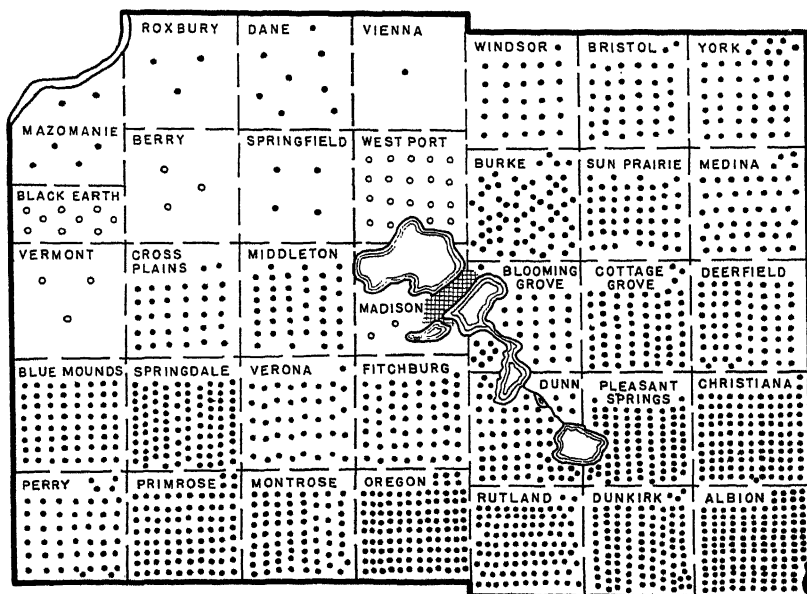 ROXBURY
DANE
VIENNA
WINDSOR
BRISTOL
YORK
MAZOMANIE
BERRY
SPRINGFIELD
WEST PORT
BURKE
SUN PRAIRIE
MEDINA
BLACK EARTH
VERMONT
CROSS
PLAINS
MIDDLETON
MADISON
BLOOMING
GROVE
COTTAGE
GROVE
DEERFIELD
BLUE MOUNDS
SPRINGDALE
VERONA
FITCHBURG
DUNN
PLEASANT
SPRINGS
CHRISTIANA
PERRY
PRIMROSE
MONTROSE
OREGON
RUTLAND
DUNKIRK
ALBION